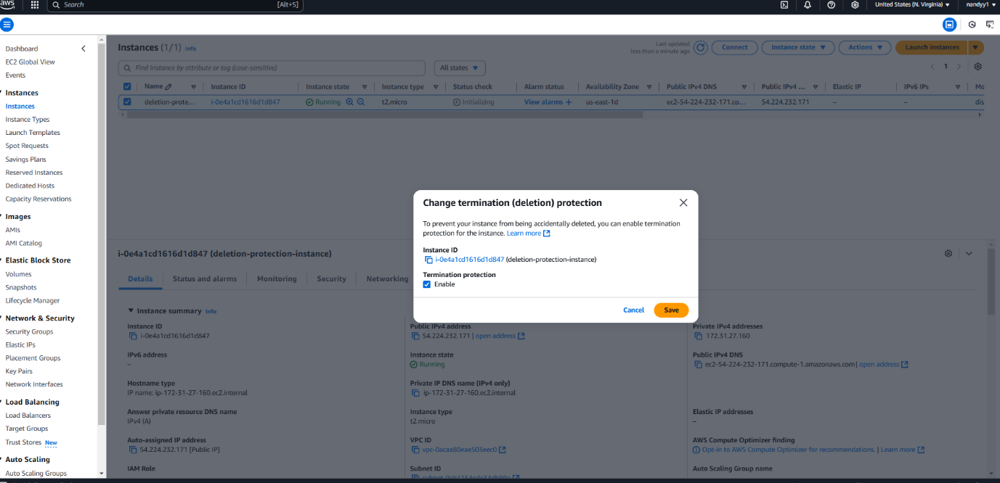 aws
Search [Alt+S]
United States (N. Virginia) nandyy1
Dashboard
EC2 Global View
Events
Instances
Instances
Instance Types
Launch Templates
Spot Requests
Savings Plans
Reserved Instances
Dedicated Hosts
Capacity Reservations
Images
AMIs
AMI Catalog
Elastic Block Store
Volumes
Snapshots
Lifecycle Manager
Network & Security
Security Groups
Elastic IPs
Placement Groups
Key Pairs
Network Interfaces
Load Balancing
Load Balancers
Target Groups
Trust Stores New
Auto Scaling
Auto Scaling Groups
Instances (1/1) Info
Last updated
less than a minute ago
Connect
Instance state
Actions
Launch instances
Find Instance by attribute or tag (case-sensitive)
All states
1
Name Instance ID Instance state Instance type Status check Alarm status Availability Zone Public IPv4 DNS Public IPv4 ... Elastic IP IPv6 IPs Mo
deletion-prote... i-0e4a1cd1616d1d847 Running t2.micro Initializing View alarms + us-east-1d ec2-54-224-232-171.co... 54.224.232.171 – – dis
Change termination (deletion) protection
To prevent your instance from being accidentally deleted, you can enable termination
protection for the instance. Learn more
Instance ID
i-0e4a1cd1616d1d847 (deletion-protection-instance)
Termination protection
Enable
Cancel Save
i-0e4a1cd1616d1d847 (deletion-protection-instance)
Details Status and alarms Monitoring Security Networking
Instance summary Info
Instance ID
i-0e4a1cd1616d1d847
Public IPv4 address
54.224.232.171 | open address
Private IPv4 addresses
172.31.27.160
IPv6 address
–
Instance state
Running
Public IPv4 DNS
ec2-54-224-232-171.compute-1.amazonaws.com | open address
Hostname type
IP name: ip-172-31-27-160.ec2.internal
Private IP DNS name (IPv4 only)
ip-172-31-27-160.ec2.internal
Answer private resource DNS name
IPv4 (A)
Instance type
t2.micro
Elastic IP addresses
–
Auto-assigned IP address
54.224.232.171 [Public IP]
VPC ID
vpc-0acaa80eae503eec0
AWS Compute Optimizer finding
Opt-in to AWS Compute Optimizer for recommendations. | Learn more
IAM Role
Subnet ID
Auto Scaling Group name